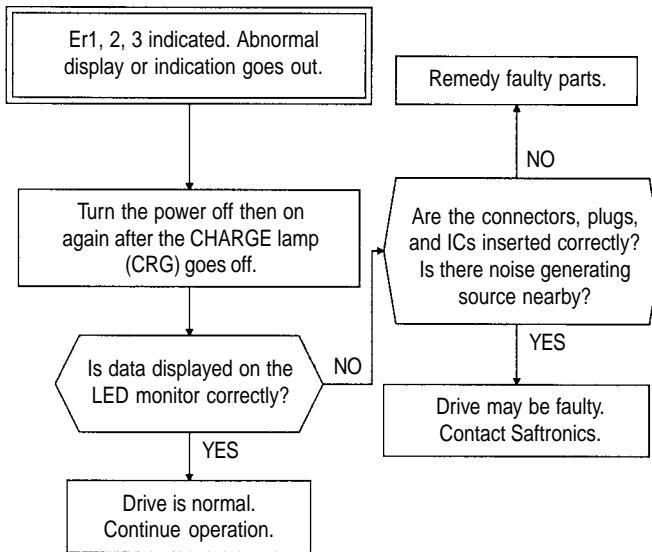 Er1, 2, 3 indicated. Abnormal
display or indication goes out.
Turn the power off then on
again after the CHARGE lamp
(CRG) goes off.
Is data displayed on the
LED monitor correctly?
NO
YES
Drive is normal.
Continue operation.
Remedy faulty parts.
NO
Are the connectors, plugs,
and ICs inserted correctly?
Is there noise generating
source nearby?
YES
Drive may be faulty.
Contact Saftronics.